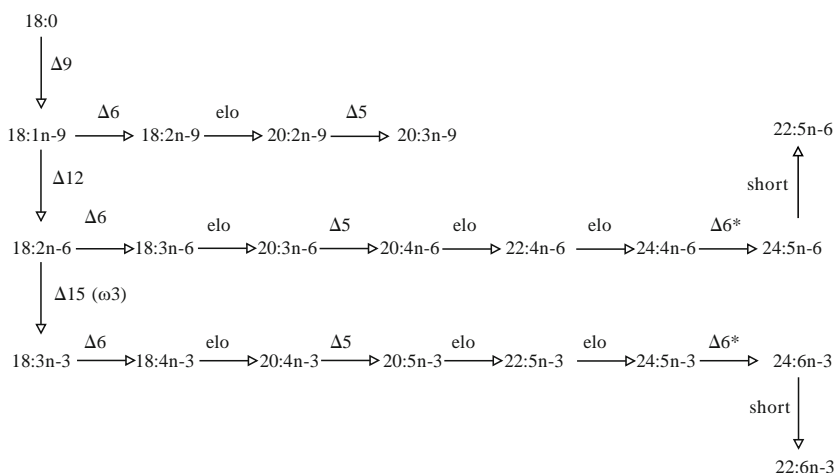 18:0
Δ9
Δ6 elo Δ5
18:1n-9 18:2n-9 20:2n-9 20:3n-9 22:5n-6
Δ12 short
Δ6 elo Δ5 elo elo Δ6*
18:2n-6 18:3n-6 20:3n-6 20:4n-6 22:4n-6 24:4n-6 24:5n-6
Δ15 (ω3)
Δ6 elo Δ5 elo elo Δ6*
18:3n-3 18:4n-3 20:4n-3 20:5n-3 22:5n-3 24:5n-3 24:6n-3
short
22:6n-3